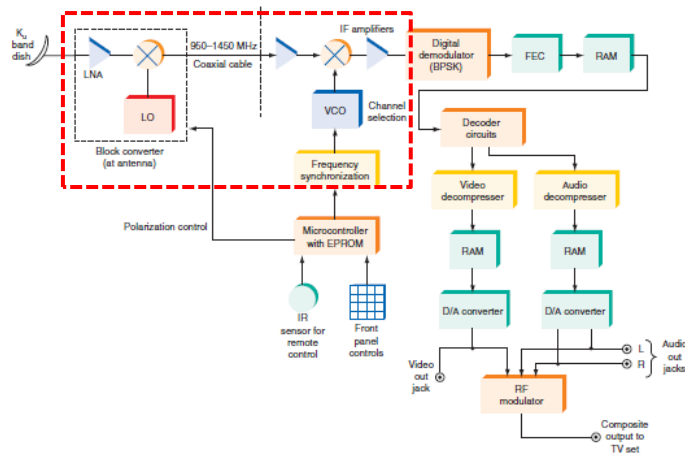 Ku
band
dish
LNA
LO
Block converter
(at antenna)
950–1450 MHz
Coaxial cable
IF amplifiers
VCO
Channel
selection
Frequency
synchronization
Digital
demodulator
(BPSK)
FEC
RAM
Decoder
circuits
Video
decompresser
Audio
decompresser
RAM
RAM
D/A converter
D/A converter
Polarization control
Microcontroller
with EPROM
IR
sensor for
remote
control
Front
panel
controls
Video
out
jack
L
R
Audio
out
jacks
RF
modulator
Composite
output to
TV set